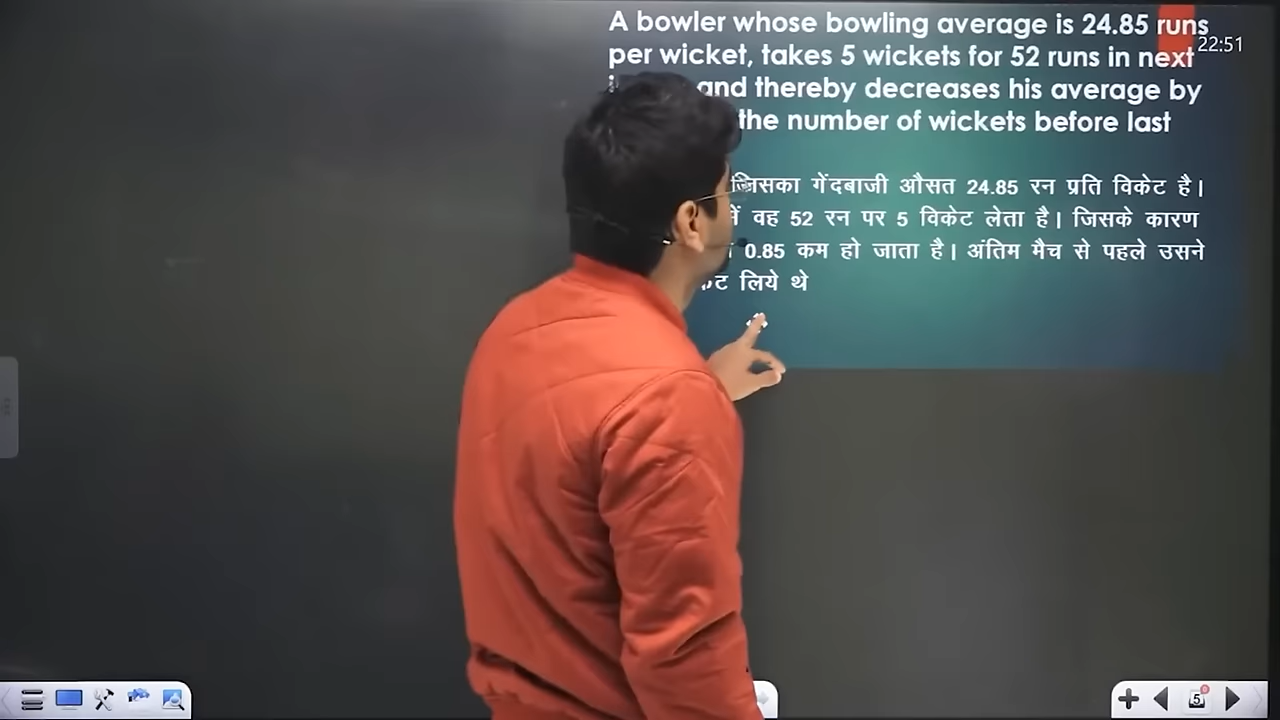 A bowler whose bowling average is 24.85 runs
22:51
per wicket, takes 5 wickets for 52 runs in next
and thereby decreases his average by
the number of wickets before last
जिसका गेंदबाजी औसत 24.85 रन प्रति विकेट है।
वह 52 रन पर 5 विकेट लेता है। जिसके कारण
0.85 कम हो जाता है। अंतिम मैच से पहले उसने
लिये थे
5